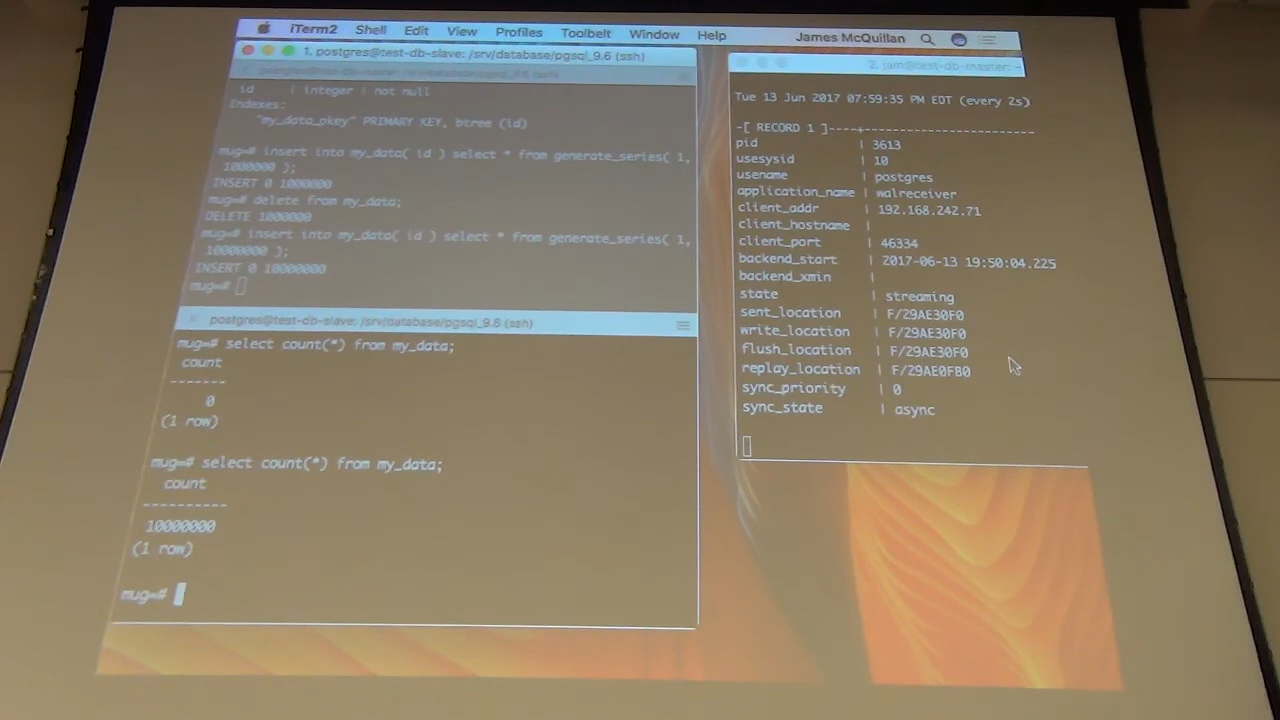 iTerm2 Shell Edit View Profiles Toolbelt Window Help James McQuillan
1. postgres@test-db-slave: /srv/database/pgsql_9.6 (ssh)
id | integer | not null
Indexes:
"my_data_pkey" PRIMARY KEY, btree (id)
mug=# insert into my_data( id ) select * from generate_series( 1,
1000000 );
INSERT 0 1000000
mug=# delete from my_data;
DELETE 1000000
mug=# insert into my_data( id ) select * from generate_series( 1,
10000000 );
INSERT 0 10000000
mug=#
postgres@test-db-slave: /srv/database/pgsql_9.6 (ssh)
mug=# select count(*) from my_data;
count
-------
0
(1 row)
mug=# select count(*) from my_data;
count
----------
10000000
(1 row)
mug=#
2. jam@test-db-master: ~
Tue 13 Jun 2017 07:59:35 PM EDT (every 2s)
-[ RECORD 1 ]----+-----------------------
pid | 3613
usesysid | 10
usename | postgres
application_name | walreceiver
client_addr | 192.168.242.71
client_hostname |
client_port | 46334
backend_start | 2017-06-13 19:50:04.225
backend_xmin |
state | streaming
sent_location | F/29AE30F0
write_location | F/29AE30F0
flush_location | F/29AE30F0
replay_location | F/29AE0FB0
sync_priority | 0
sync_state | async